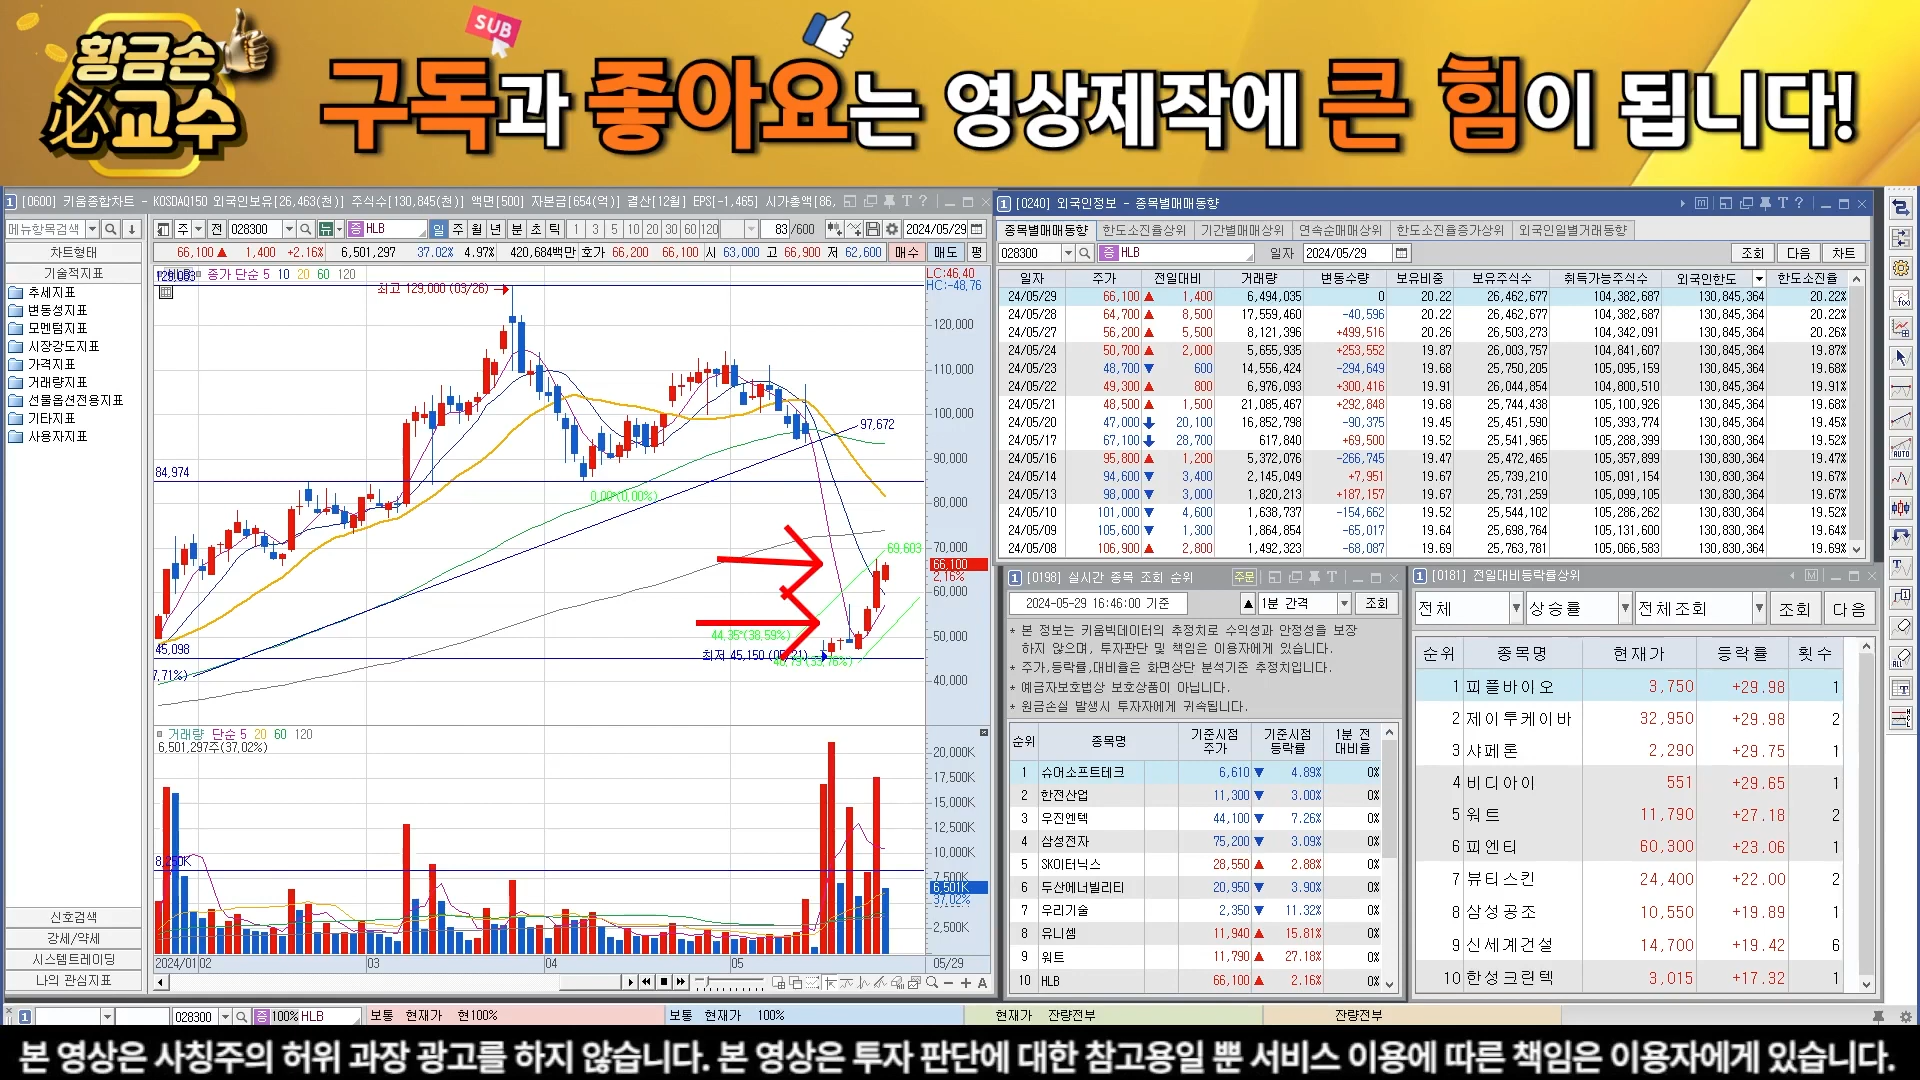 황금손
必교수
SUB
구독과 좋아요는 영상제작에 큰 힘이 됩니다!
1 [0600] 키움종합차트 - KOSDAQ150 외국인보유[26,463(천)] 주식수[130,845(천)] 액면[500] 자본금[654(억)] 결산[12월] EPS[-1,465] 시가총액[86,
메뉴항목검색
주 전 028300 뉴 증 HLB 일 주 월 년 분 초 틱 1 3 5 10 20 30 60 120 83 /600 2024/05/29
차트형태
기술적지표
추세지표
변동성지표
모멘텀지표
시장강도지표
가격지표
거래량지표
선물옵션전용지표
기타지표
사용자지표
신호검색
강세/약세
시스템트레이딩
나의 관심지표
66,100 ▲ 1,400 +2.16% 6,501,297 37.02% 4.97% 420,684백만 호가 66,200 66,100 시 63,000 고 66,900 저 62,600 매수 매도 평
종가 단순 5 10 20 60 120
LC:46,40
HC:-48,76
최고 129,000 (03/26)
120,000
110,000
100,000
97,672
90,000
84,974
0.00*(0,00%)
80,000
70,000
69,603
66,100
2,16%
60,000
50,000
44,35*(38,59%)
45,098
최저 45,150 (05/21)
7,71%)
40,000
거래량 단순 5 20 60 120
6,501,297주(37,02%)
20,000K
17,500K
15,000K
12,500K
10,000K
8,250K
7,500K
6,501K
37,02%
2,500K
2024/01 02 03 04 05 05/29
1 [0240] 외국인정보 - 종목별매매동향
종목별매매동향 한도소진율상위 기간별매매상위 연속순매매상위 한도소진율증가상위 외국인일별거래동향
028300 증 HLB 일자 2024/05/29 조회 다음 차트
일자 주가 전일대비 거래량 변동수량 보유비중 보유주식수 취득가능주식수 외국인한도 한도소진율
24/05/29 66,100 ▲ 1,400 6,494,035 0 20.22 26,462,677 104,382,687 130,845,364 20.22%
24/05/28 64,700 ▲ 8,500 17,559,460 -40,596 20.22 26,462,677 104,382,687 130,845,364 20.22%
24/05/27 56,200 ▲ 5,500 8,121,396 +499,516 20.26 26,503,273 104,342,091 130,845,364 20.26%
24/05/24 50,700 ▲ 2,000 5,655,935 +253,552 19.87 26,003,757 104,841,607 130,845,364 19.87%
24/05/23 48,700 ▼ 600 14,556,424 -294,649 19.68 25,750,205 105,095,159 130,845,364 19.68%
24/05/22 49,300 ▲ 800 6,976,093 +300,416 19.91 26,044,854 104,800,510 130,845,364 19.91%
24/05/21 48,500 ▲ 1,500 21,085,467 +292,848 19.68 25,744,438 105,100,926 130,845,364 19.68%
24/05/20 47,000 ↓ 20,100 16,852,798 -90,375 19.45 25,451,590 105,393,774 130,845,364 19.45%
24/05/17 67,100 ↓ 28,700 617,840 +69,500 19.52 25,541,965 105,288,399 130,830,364 19.52%
24/05/16 95,800 ▲ 1,200 5,372,076 -266,745 19.47 25,472,465 105,357,899 130,830,364 19.47%
24/05/14 94,600 ▼ 3,400 2,145,049 +7,951 19.67 25,739,210 105,091,154 130,830,364 19.67%
24/05/13 98,000 ▼ 3,000 1,820,213 +187,157 19.67 25,731,259 105,099,105 130,830,364 19.67%
24/05/10 101,000 ▼ 4,600 1,638,737 -154,662 19.52 25,544,102 105,286,262 130,830,364 19.52%
24/05/09 105,600 ▼ 1,300 1,864,854 -65,017 19.64 25,698,764 105,131,600 130,830,364 19.64%
24/05/08 106,900 ▲ 2,800 1,492,323 -68,087 19.69 25,763,781 105,066,583 130,830,364 19.69%
1 [0198] 실시간 종목 조회 순위 주문
2024-05-29 16:46:00 기준 ▲ 1분 간격 조회
* 본 정보는 키움빅데이터의 추정치로 수익성과 안정성을 보장
하지 않으며, 투자판단 및 책임은 이용자에게 있습니다.
* 주가,등락률,대비율은 화면상단 분석기준 추정치입니다.
* 예금자보호법상 보호상품이 아닙니다.
* 원금손실 발생시 투자자에게 귀속됩니다.
순위 종목명 기준시점 주가 기준시점 등락률 1분 전 대비율
1 슈어소프트테크 6,610 ▼ 4.89% 0%
2 한전산업 11,300 ▼ 3.00% 0%
3 우진엔텍 44,100 ▼ 7.26% 0%
4 삼성전자 75,200 ▼ 3.09% 0%
5 SK이터닉스 28,550 ▲ 2.88% 0%
6 두산에너빌리티 20,950 ▼ 3.90% 0%
7 우리기술 2,350 ▼ 11.32% 0%
8 유니셈 11,940 ▲ 15.81% 0%
9 워트 11,790 ▲ 27.18% 0%
10 HLB 66,100 ▲ 2.16% 0%
1 [0181] 전일대비등락률상위
전체 상승률 전체조회 조회 다음
순위 종목명 현재가 등락률 횟수
1 피플바이오 3,750 +29.98 1
2 제이투케이바 32,950 +29.98 2
3 샤페론 2,290 +29.75 1
4 비디아이 551 +29.65 1
5 워트 11,790 +27.18 2
6 피엔티 60,300 +23.06 1
7 뷰티스킨 24,400 +22.00 2
8 삼성공조 10,550 +19.89 1
9 신세계건설 14,700 +19.42 6
10 한성크린텍 3,015 +17.32 1
1 028300 증 100% HLB 보통 현재가 현100% 보통 현재가 100% 현재가 잔량전부 잔량전부
본 영상은 사칭주의 허위 과장 광고를 하지 않습니다. 본 영상은 투자 판단에 대한 참고용일 뿐 서비스 이용에 따른 책임은 이용자에게 있습니다.